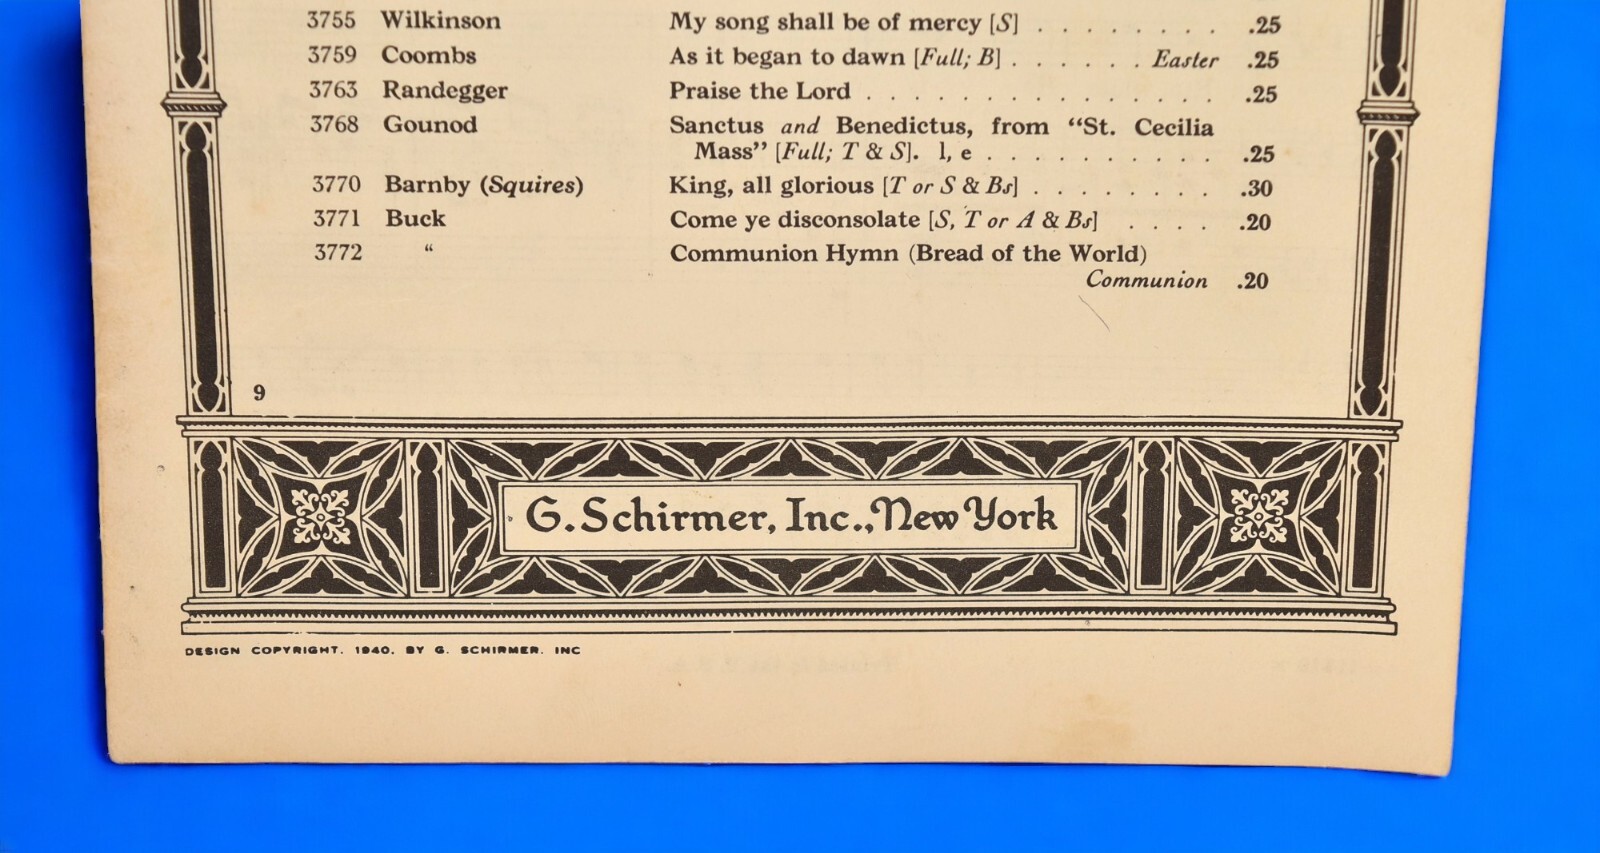 3755 Wilkinson My song shall be of mercy [S] . . . . . . . . .25
3759 Coombs As it began to dawn [Full; B] . . . . . . Easter .25
3763 Randegger Praise the Lord . . . . . . . . . . . . . . . .25
3768 Gounod Sanctus and Benedictus, from “St. Cecilia
Mass” [Full; T & S]. l, e . . . . . . . . . . .25
3770 Barnby (Squires) King, all glorious [T or S & Bs] . . . . . . . . .30
3771 Buck Come ye disconsolate [S, T or A & Bs] . . . . .20
3772 “ Communion Hymn (Bread of the World)
Communion .20
9
G. Schirmer, Inc., New York
DESIGN COPYRIGHT, 1940, BY G. SCHIRMER, INC